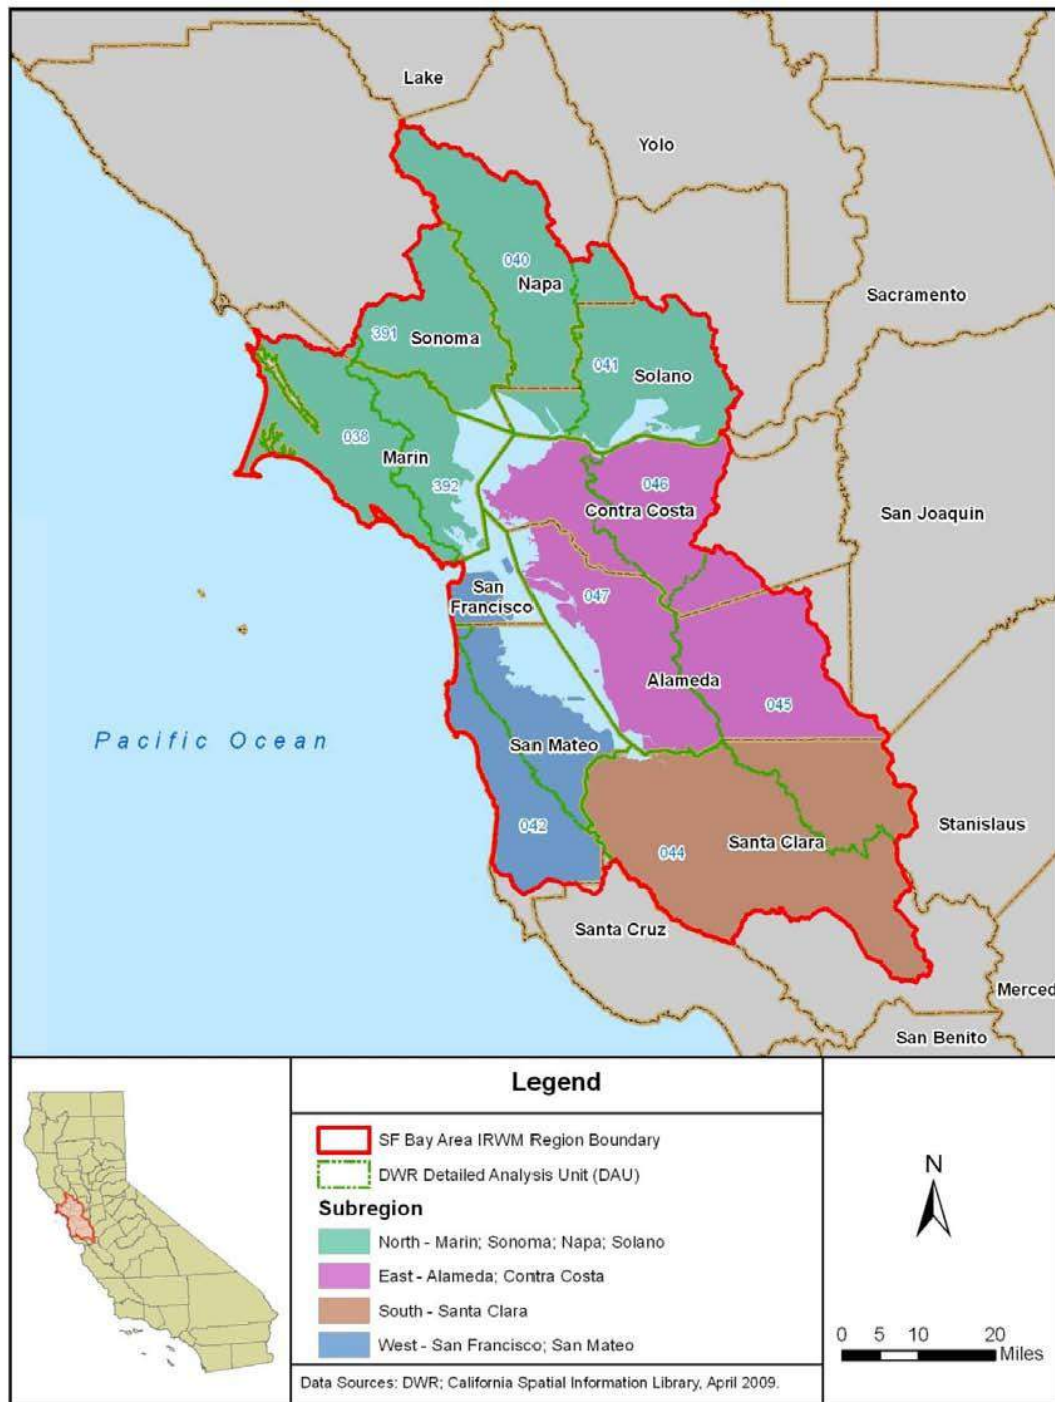 Lake
Yolo
040
Napa
Sacramento
391
Sonoma
041
Solano
038
Marin
392
046
Contra Costa
San Joaquin
San
Francisco
047
Alameda
045
Pacific Ocean
San Mateo
042
044
Santa Clara
Stanislaus
Santa Cruz
Merced
San Benito
Legend
SF Bay Area IRWM Region Boundary
DWR Detailed Analysis Unit (DAU)
Subregion
North - Marin; Sonoma; Napa; Solano
East - Alameda; Contra Costa
South - Santa Clara
West - San Francisco; San Mateo
Data Sources: DWR; California Spatial Information Library, April 2009.
N
0 5 10 20
Miles